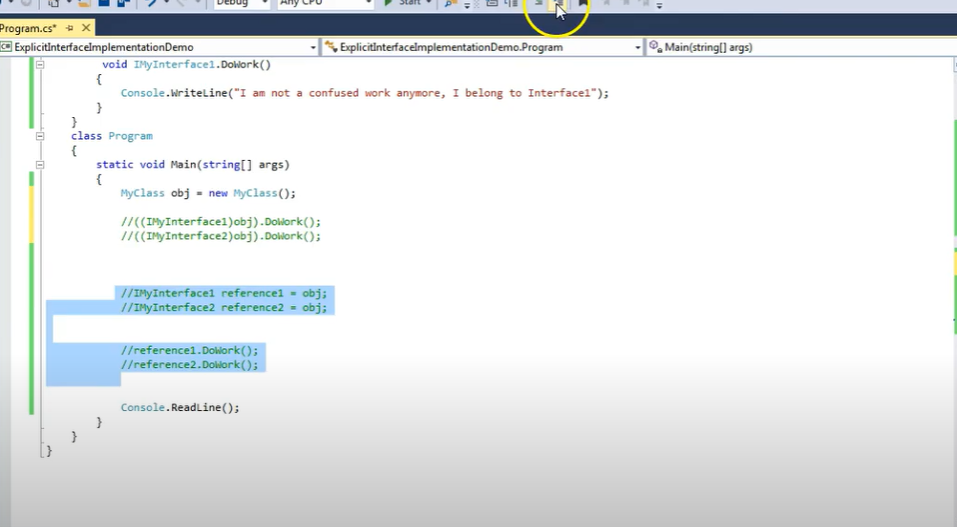 Debug Any CPU Start
Program.cs*
ExplicitInterfaceImplementationDemo ExplicitInterfaceImplementationDemo.Program Main(string[] args)
void IMyInterface1.DoWork()
{
Console.WriteLine("I am not a confused work anymore, I belong to Interface1");
}
}
class Program
{
static void Main(string[] args)
{
MyClass obj = new MyClass();
//((IMyInterface1)obj).DoWork();
//((IMyInterface2)obj).DoWork();
//IMyInterface1 reference1 = obj;
//IMyInterface2 reference2 = obj;
//reference1.DoWork();
//reference2.DoWork();
Console.ReadLine();
}
}
}